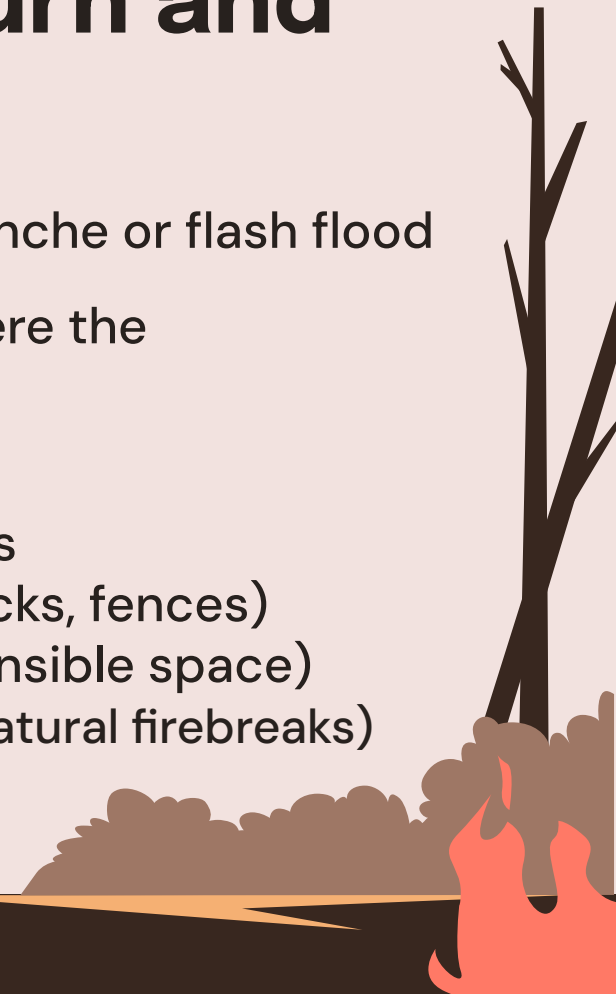 urn and
nche or flash flood
ere the
s
cks, fences)
nsible space)
atural firebreaks)